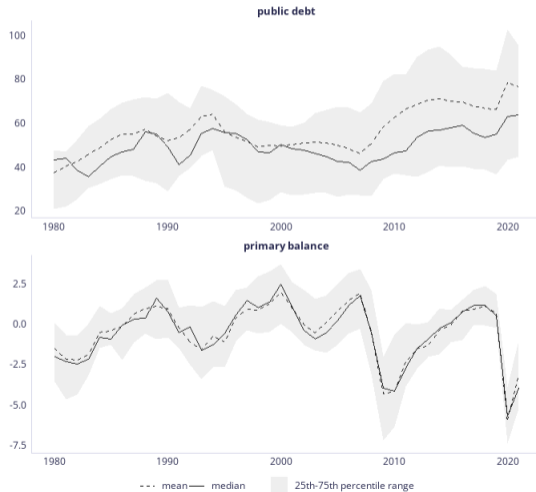 public debt
100
80
60
40
20
1980 1990 2000 2010 2020
primary balance
2.5
0.0
-2.5
-5.0
-7.5
1980 1990 2000 2010 2020
mean median 25th-75th percentile range